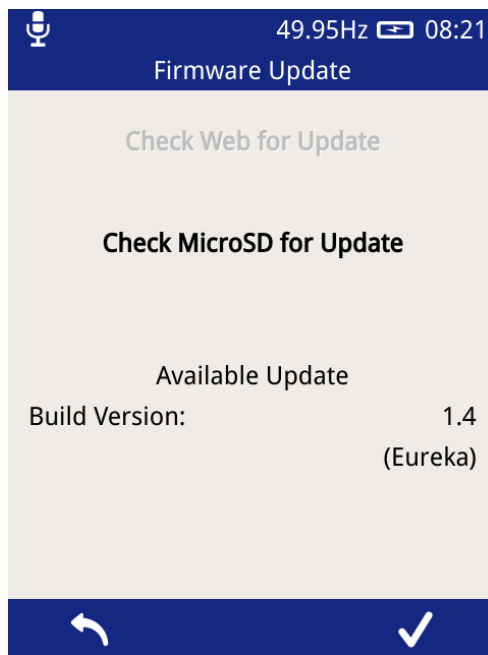 49.95Hz 08:21
Firmware Update
Check Web for Update
Check MicroSD for Update
Available Update
Build Version: 1.4
(Eureka)